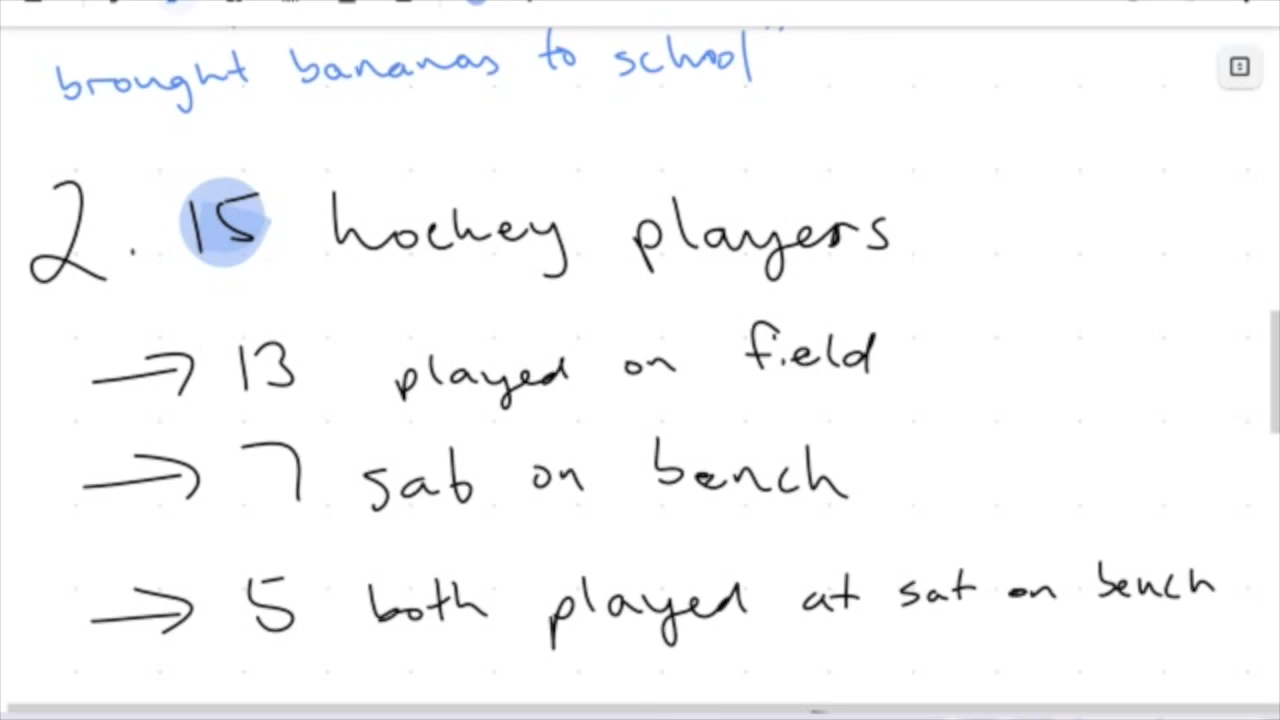 brought bananas to school"
2. 15 hockey players
→ 13 played on field
→ 7 sab on bench
→ 5 both played at sat on bench